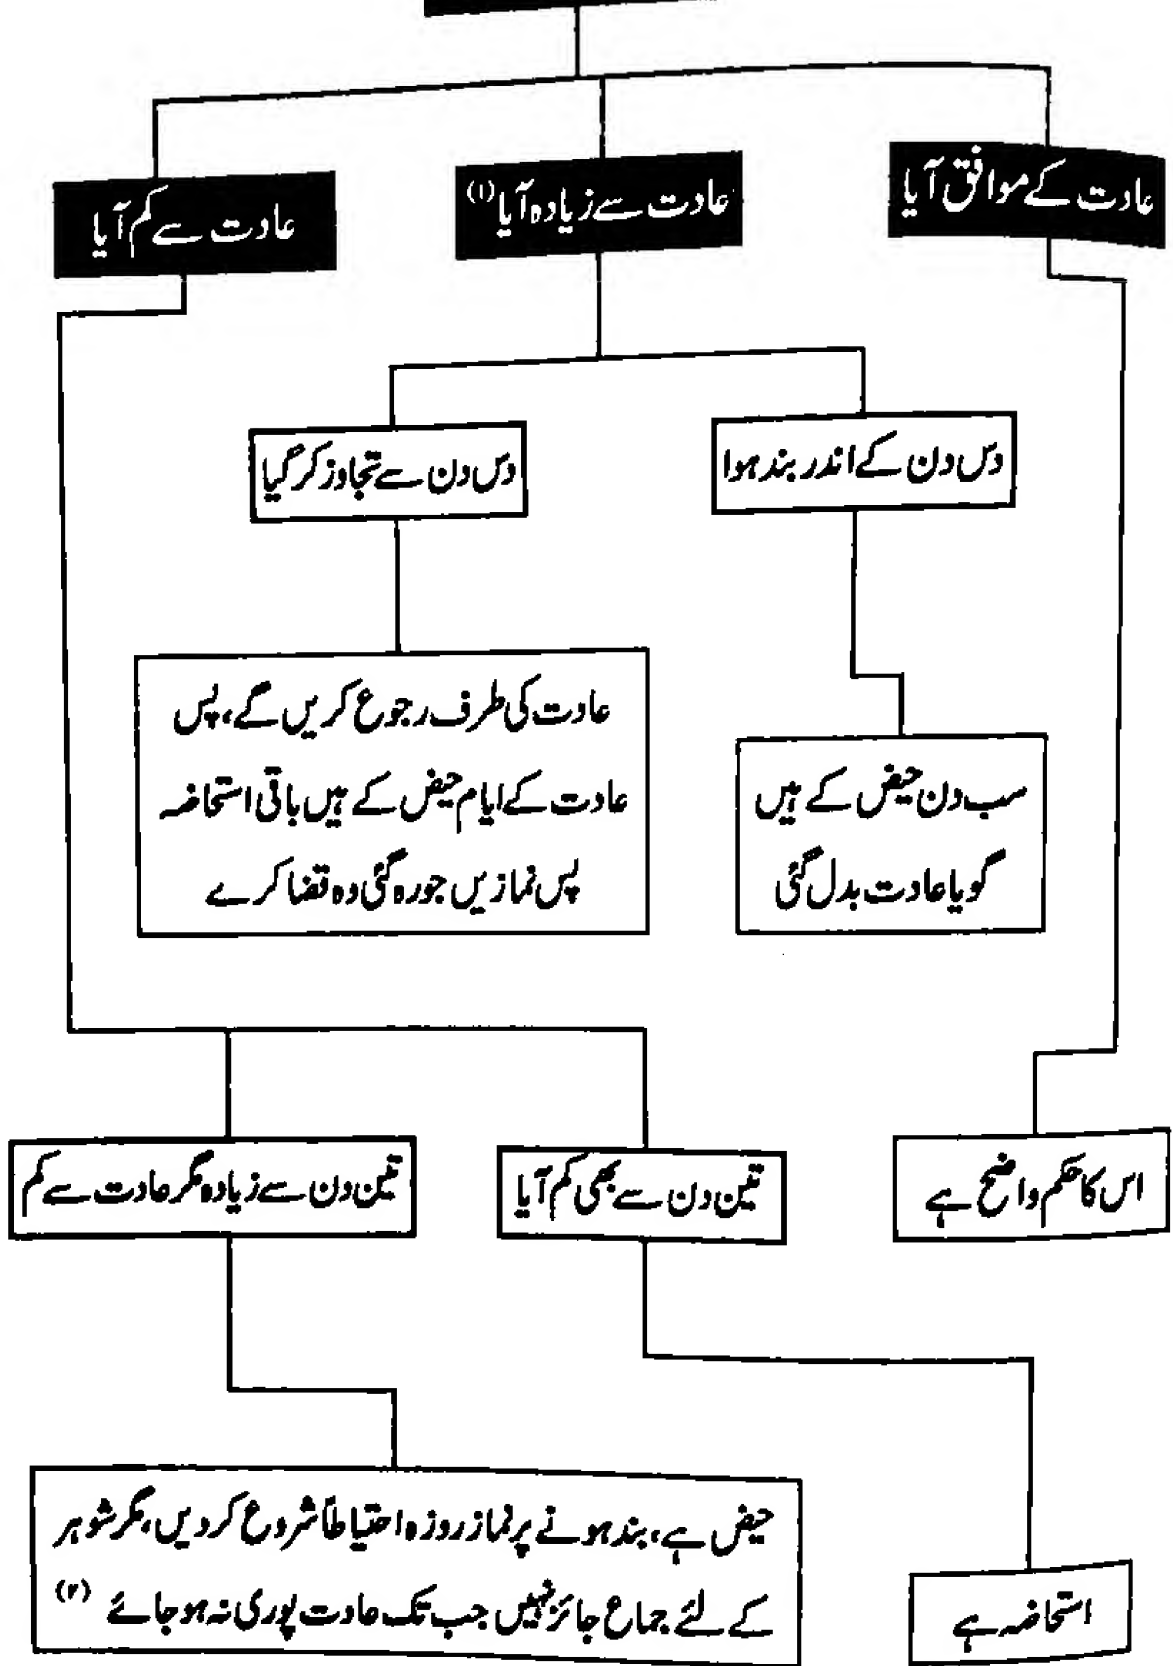 عادت کے موافق آیا
عادت سے زیادہ آیا (۱)
عادت سے کم آیا
دس دن کے اندر بند ہوا
دس دن سے تجاوز کر گیا
عادت کی طرف رجوع کریں گے، پس
عادت کے ایام حیض کے ہیں باقی استحاضہ
پس نمازیں جو رہ گئی وہ قضا کرے
سب دن حیض کے ہیں
گویا عادت بدل گئی
اس کا حکم واضح ہے
تین دن سے بھی کم آیا
تین دن سے زیادہ مگر عادت سے کم
حیض ہے، بند ہونے پر نماز روزہ احتیاطاً شروع کر دیں، مگر شوہر
کے لئے جماع جائز نہیں جب تک عادت پوری نہ ہو جائے (۲)
استحاضہ ہے